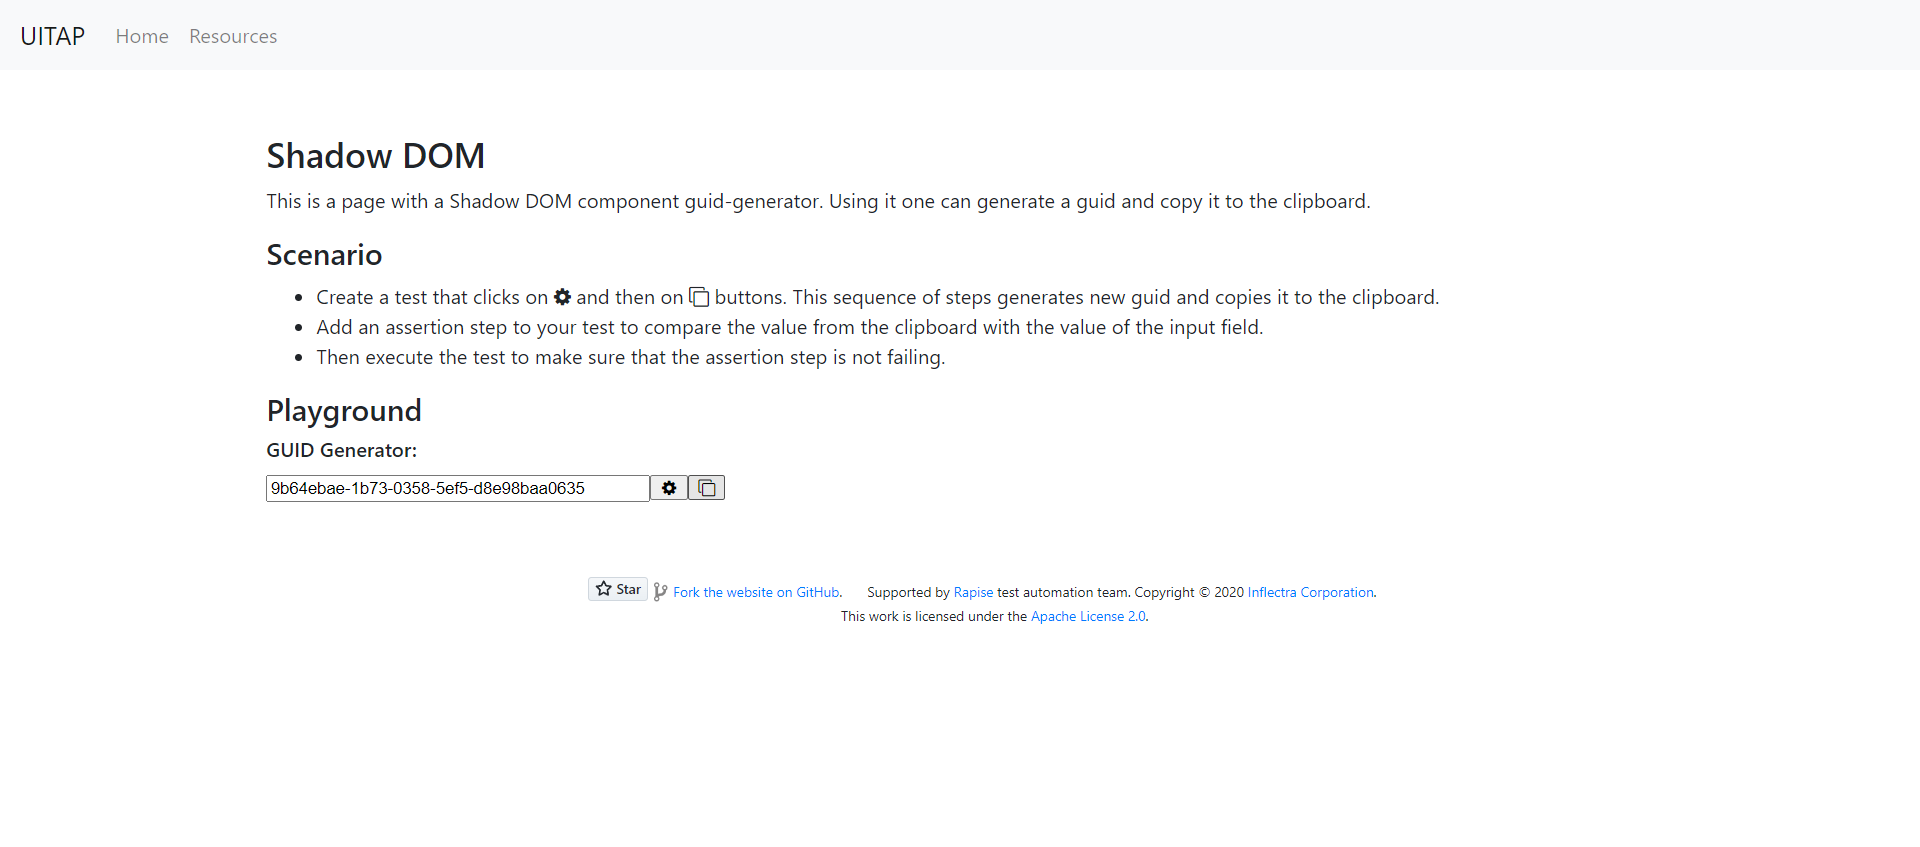 UITAP Home Resources
Shadow DOM
This is a page with a Shadow DOM component guid-generator. Using it one can generate a guid and copy it to the clipboard.
Scenario
Create a test that clicks on and then on buttons. This sequence of steps generates new guid and copies it to the clipboard.
Add an assertion step to your test to compare the value from the clipboard with the value of the input field.
Then execute the test to make sure that the assertion step is not failing.
Playground
GUID Generator:
9b64ebae-1b73-0358-5ef5-d8e98baa0635
Star Fork the website on GitHub. Supported by Rapise test automation team. Copyright © 2020 Inflectra Corporation.
This work is licensed under the Apache License 2.0.